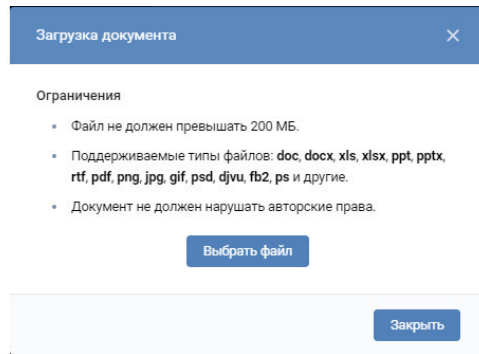 Загрузка документа
Ограничения
Файл не должен превышать 200 МБ.
Поддерживаемые типы файлов: doc, docx, xls, xlsx, ppt, pptx,
rtf, pdf, png, jpg, gif, psd, djvu, fb2, ps и другие.
Документ не должен нарушать авторские права.
Выбрать файл
Закрыть